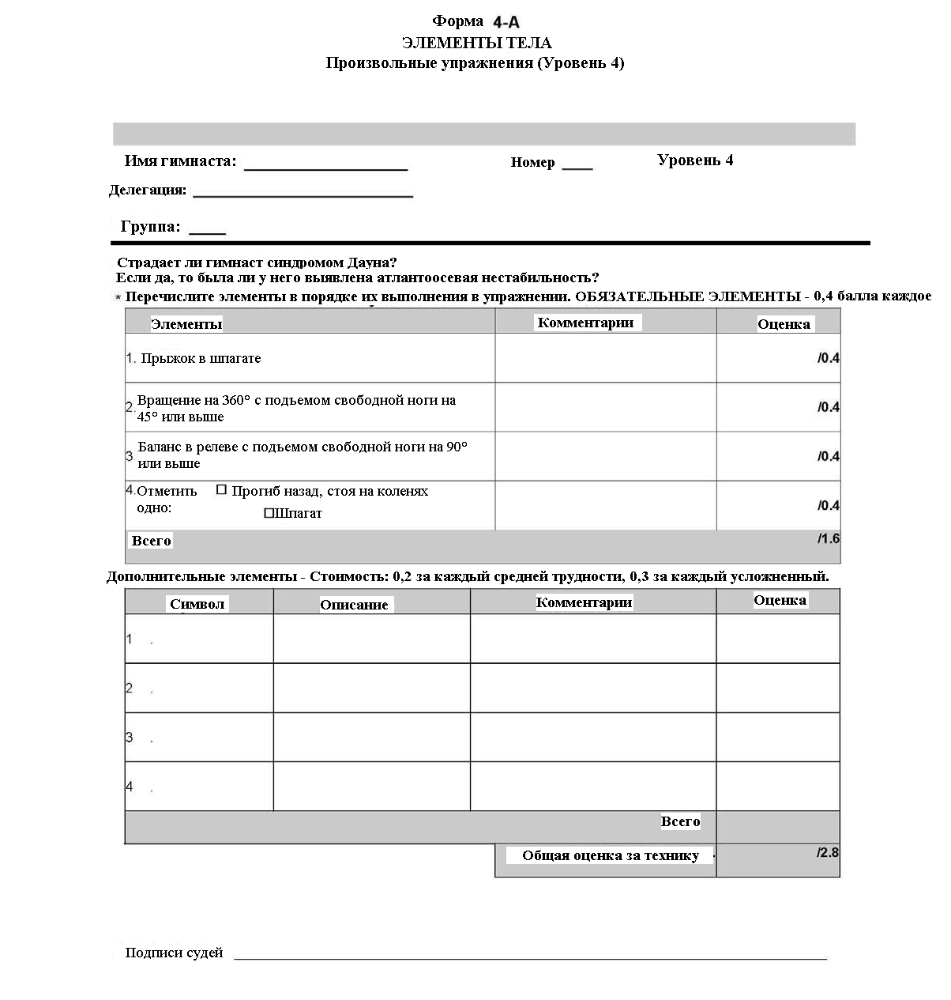 Форма 4-А
ЭЛЕМЕНТЫ ТЕЛА
Произвольные упражнения (Уровень 4)
Имя гимнаста: Номер Уровень 4
Делегация:
Группа:
Страдает ли гимнаст синдромом Дауна?
Если да, то была ли у него выявлена атлантоосевая нестабильность?
* Перечислите элементы в порядке их выполнения в упражнении. ОБЯЗАТЕЛЬНЫЕ ЭЛЕМЕНТЫ - 0,4 балла каждое
Элементы Комментарии Оценка
1. Прыжок в шпагате /0.4
2. Вращение на 360° с подъемом свободной ноги на
45° или выше /0.4
3 Баланс в релеве с подъемом свободной ноги на 90°
или выше /0.4
4. Отметить ☐ Прогиб назад, стоя на коленях
одно: ☐Шпагат /0.4
Всего /1.6
Дополнительные элементы - Стоимость: 0,2 за каждый средней трудности, 0,3 за каждый усложненный.
Символ Описание Комментарии Оценка
1 .
2 .
3 .
4 .
Всего
Общая оценка за технику . /2.8
Подписи судей